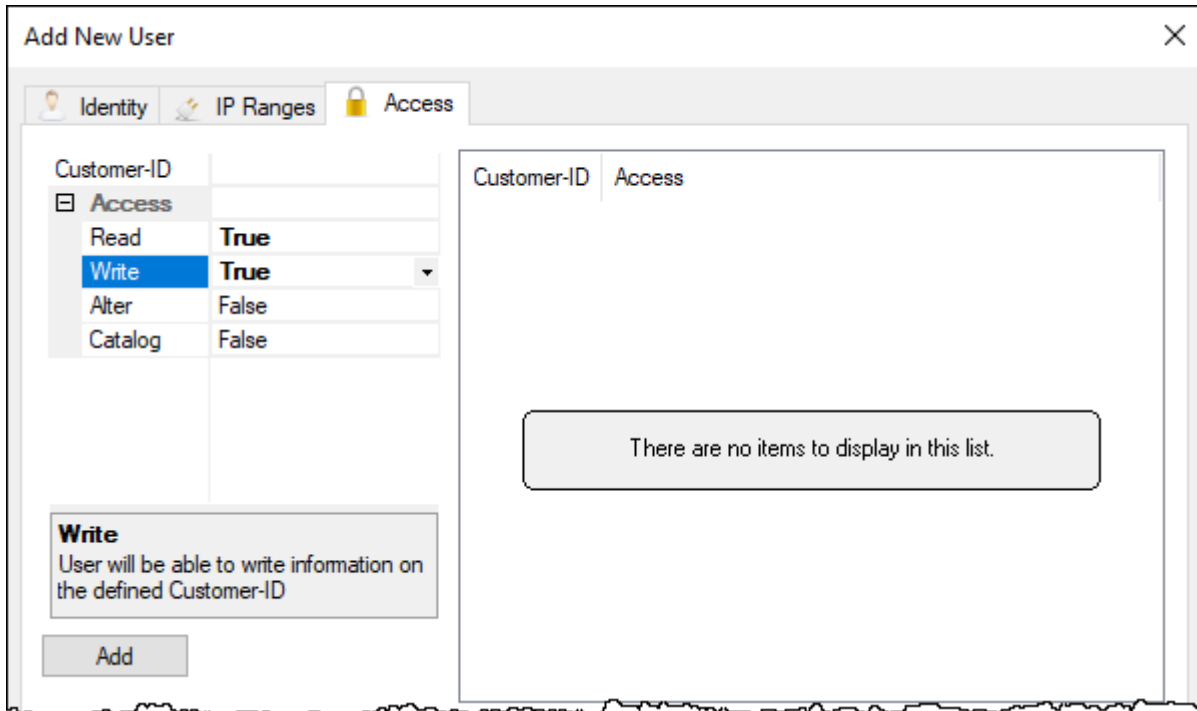 Add New User
Identity IP Ranges Access
Customer-ID
Access
Read True
Write True
Alter False
Catalog False
Write
User will be able to write information on
the defined Customer-ID
Add
Customer-ID Access
There are no items to display in this list.